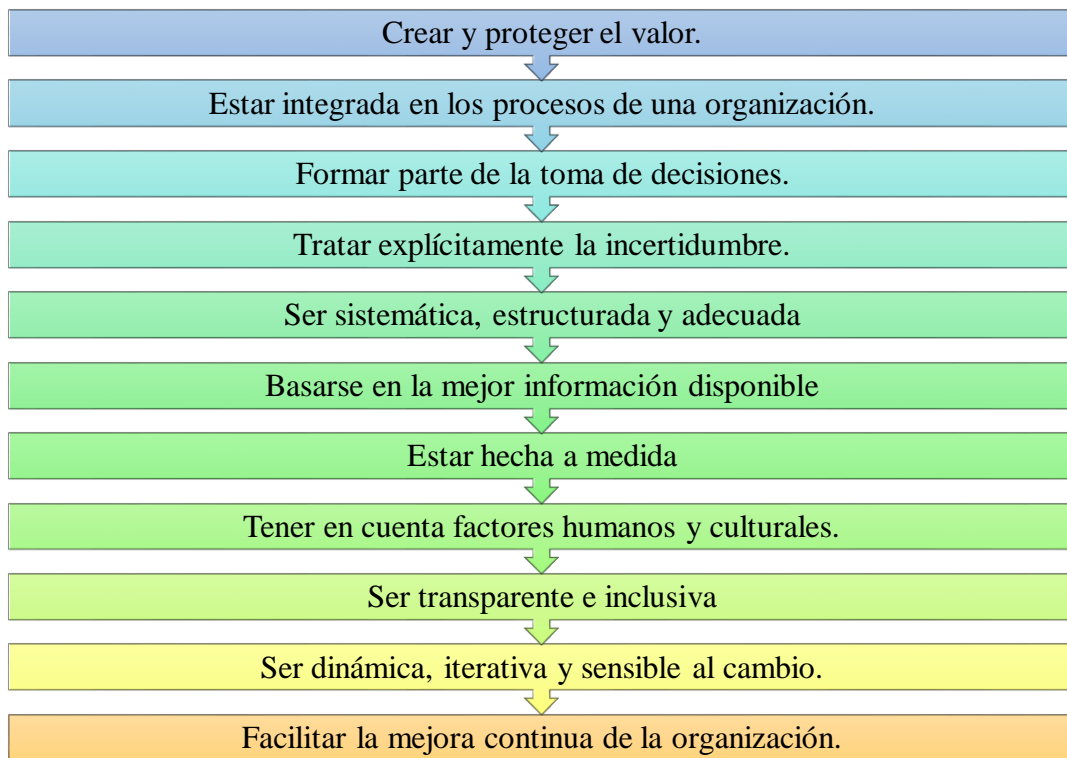 Crear y proteger el valor.
Estar integrada en los procesos de una organización.
Formar parte de la toma de decisiones.
Tratar explícitamente la incertidumbre.
Ser sistemática, estructurada y adecuada
Basarse en la mejor información disponible
Estar hecha a medida
Tener en cuenta factores humanos y culturales.
Ser transparente e inclusiva
Ser dinámica, iterativa y sensible al cambio.
Facilitar la mejora continua de la organización.